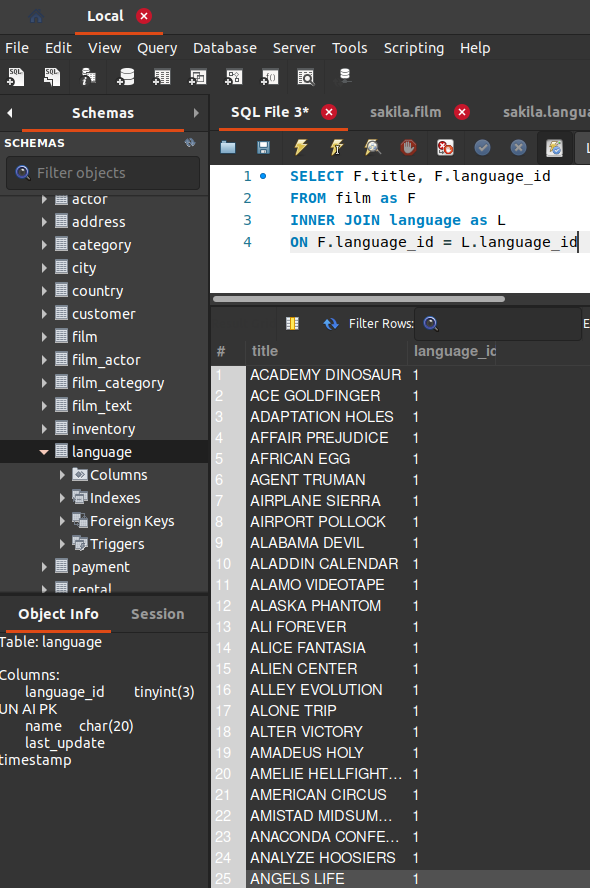 Local
File Edit View Query Database Server Tools Scripting Help
Schemas
SCHEMAS
Filter objects
actor
address
category
city
country
customer
film
film_actor
film_category
film_text
inventory
language
Columns
Indexes
Foreign Keys
Triggers
payment
rental
Object Info Session
Table: language
Columns:
language_id tinyint(3)
UN AI PK
name char(20)
last_update
timestamp
SQL File 3* sakila.film sakila.langua
1 SELECT F.title, F.language_id
2 FROM film as F
3 INNER JOIN language as L
4 ON F.language_id = L.language_id
Filter Rows: E
# title language_id
1 ACADEMY DINOSAUR 1
2 ACE GOLDFINGER 1
3 ADAPTATION HOLES 1
4 AFFAIR PREJUDICE 1
5 AFRICAN EGG 1
6 AGENT TRUMAN 1
7 AIRPLANE SIERRA 1
8 AIRPORT POLLOCK 1
9 ALABAMA DEVIL 1
10 ALADDIN CALENDAR 1
11 ALAMO VIDEOTAPE 1
12 ALASKA PHANTOM 1
13 ALI FOREVER 1
14 ALICE FANTASIA 1
15 ALIEN CENTER 1
16 ALLEY EVOLUTION 1
17 ALONE TRIP 1
18 ALTER VICTORY 1
19 AMADEUS HOLY 1
20 AMELIE HELLFIGHT... 1
21 AMERICAN CIRCUS 1
22 AMISTAD MIDSUM... 1
23 ANACONDA CONFE... 1
24 ANALYZE HOOSIERS 1
25 ANGELS LIFE 1